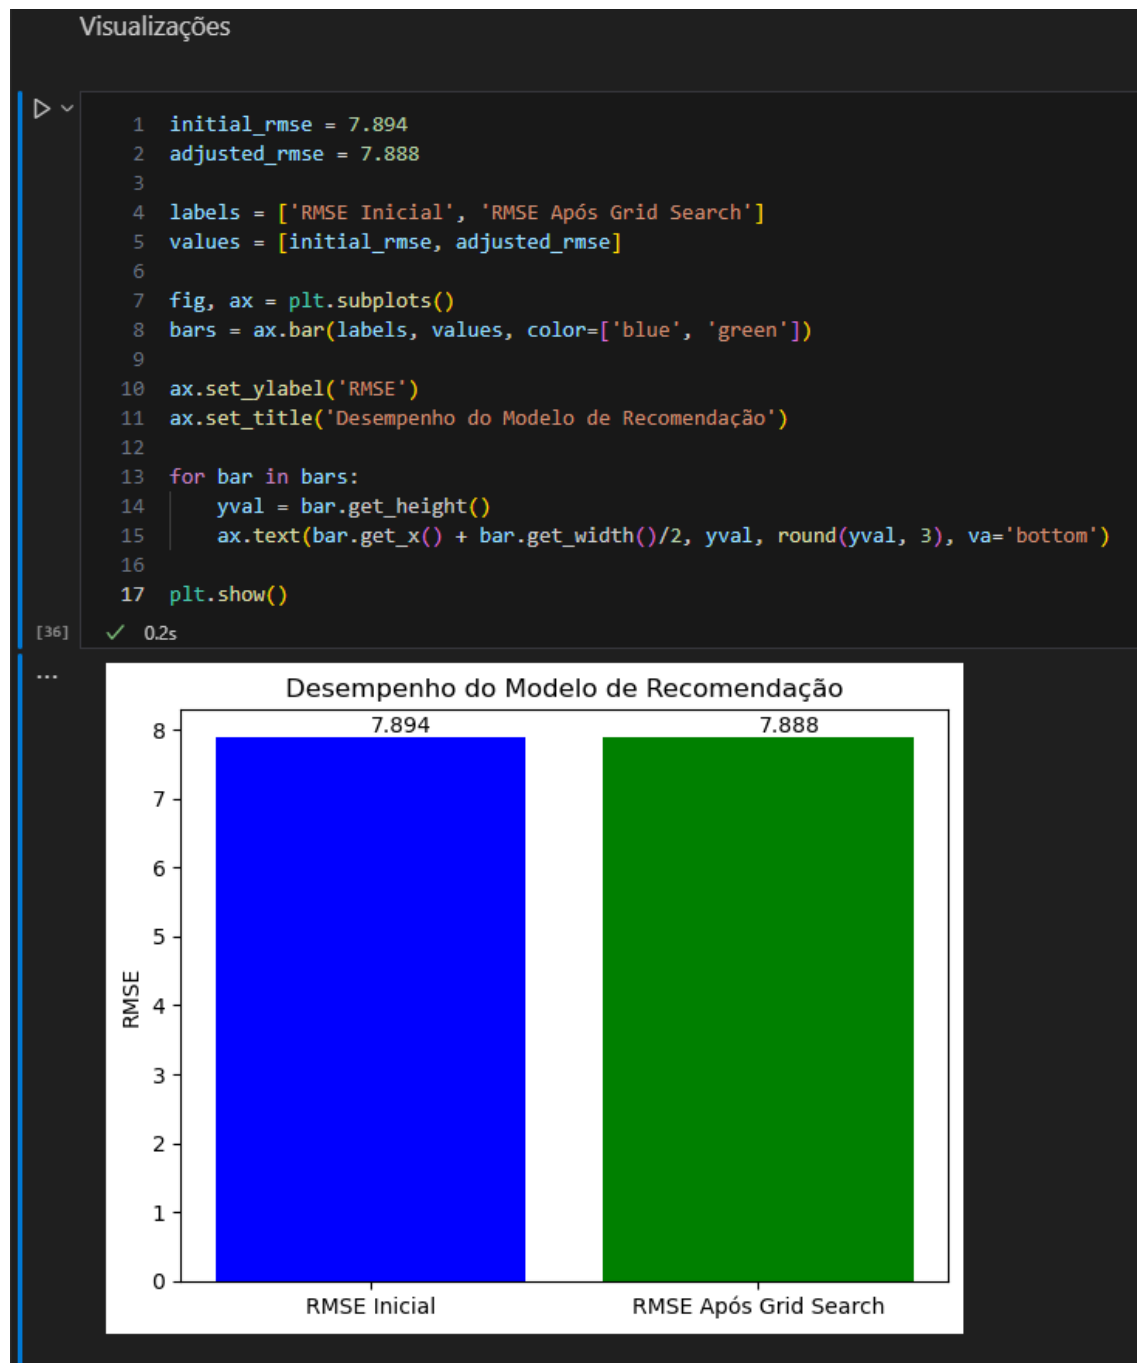 Visualizações
1 initial_rmse = 7.894
2 adjusted_rmse = 7.888
3
4 labels = ['RMSE Inicial', 'RMSE Após Grid Search']
5 values = [initial_rmse, adjusted_rmse]
6
7 fig, ax = plt.subplots()
8 bars = ax.bar(labels, values, color=['blue', 'green'])
9
10 ax.set_ylabel('RMSE')
11 ax.set_title('Desempenho do Modelo de Recomendação')
12
13 for bar in bars:
14     yval = bar.get_height()
15     ax.text(bar.get_x() + bar.get_width()/2, yval, round(yval, 3), va='bottom')
16
17 plt.show()
[36] ✓ 0.2s
...
Desempenho do Modelo de Recomendação
7.894 7.888
8
7
6
5
4
3
2
1
0
RMSE
RMSE Inicial RMSE Após Grid Search